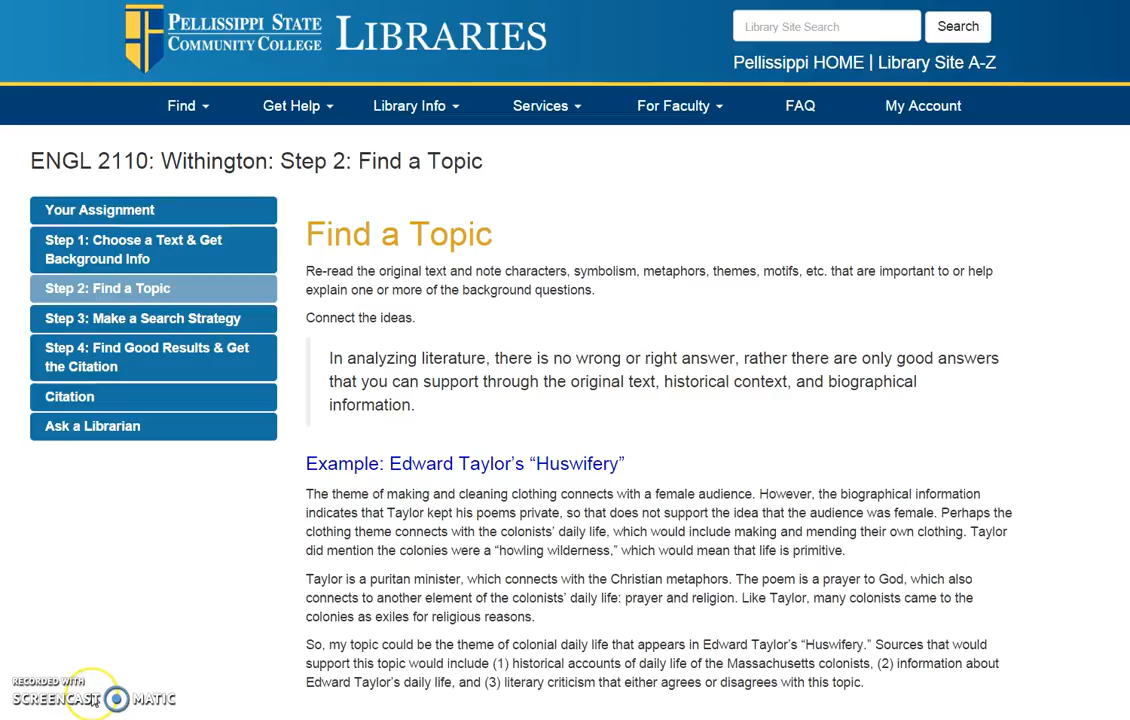 PELLISSIPPI STATE
COMMUNITY COLLEGE
LIBRARIES
Library Site Search
Search
Pellissippi HOME | Library Site A-Z
Find
Get Help
Library Info
Services
For Faculty
FAQ
My Account
ENGL 2110: Withington: Step 2: Find a Topic
Your Assignment
Step 1: Choose a Text & Get
Background Info
Step 2: Find a Topic
Step 3: Make a Search Strategy
Step 4: Find Good Results & Get
the Citation
Citation
Ask a Librarian
Find a Topic
Re-read the original text and note characters, symbolism, metaphors, themes, motifs, etc. that are important to or help
explain one or more of the background questions.
Connect the ideas.
In analyzing literature, there is no wrong or right answer, rather there are only good answers
that you can support through the original text, historical context, and biographical
information.
Example: Edward Taylor’s “Huswifery”
The theme of making and cleaning clothing connects with a female audience. However, the biographical information
indicates that Taylor kept his poems private, so that does not support the idea that the audience was female. Perhaps the
clothing theme connects with the colonists’ daily life, which would include making and mending their own clothing. Taylor
did mention the colonies were a “howling wilderness,” which would mean that life is primitive.
Taylor is a puritan minister, which connects with the Christian metaphors. The poem is a prayer to God, which also
connects to another element of the colonists’ daily life: prayer and religion. Like Taylor, many colonists came to the
colonies as exiles for religious reasons.
So, my topic could be the theme of colonial daily life that appears in Edward Taylor’s “Huswifery.” Sources that would
support this topic would include (1) historical accounts of daily life of the Massachusetts colonists, (2) information about
Edward Taylor’s daily life, and (3) literary criticism that either agrees or disagrees with this topic.
RECORDED WITH
SCREENCAST MATIC